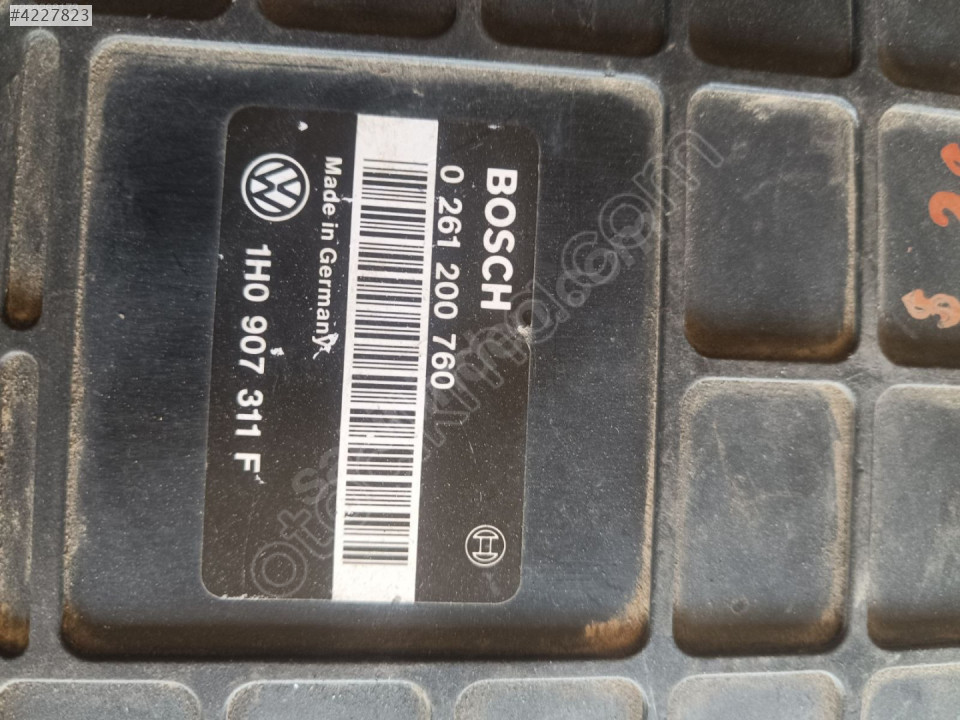 #4227823
BOSCH
0 261 200 760
Made in Germany
1H0 907 311 F